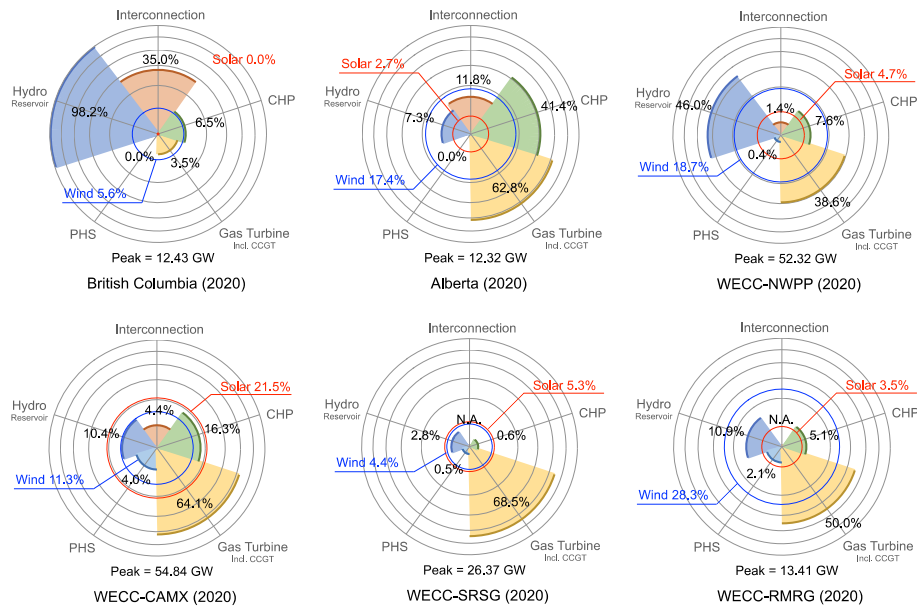 Interconnection
35.0%
Solar 0.0%
Hydro
Reservoir
98.2%
CHP
6.5%
0.0%
3.5%
Wind 5.6%
PHS
Gas Turbine
Incl. CCGT
Peak = 12.43 GW
British Columbia (2020)
Interconnection
Solar 2.7%
11.8%
Hydro
Reservoir
CHP
41.4%
7.3%
0.0%
Wind 17.4%
62.8%
PHS
Gas Turbine
Incl. CCGT
Peak = 12.32 GW
Alberta (2020)
Interconnection
Solar 4.7%
Hydro
Reservoir
46.0%
1.4%
CHP
7.6%
0.4%
Wind 18.7%
38.6%
PHS
Gas Turbine
Incl. CCGT
Peak = 52.32 GW
WECC-NWPP (2020)
Interconnection
Solar 21.5%
Hydro
Reservoir
4.4%
CHP
10.4%
16.3%
Wind 11.3%
4.0%
64.1%
PHS
Gas Turbine
Incl. CCGT
Peak = 54.84 GW
WECC-CAMX (2020)
Interconnection
Solar 5.3%
Hydro
Reservoir
N.A.
CHP
2.8%
0.6%
Wind 4.4%
0.5%
68.5%
PHS
Gas Turbine
Incl. CCGT
Peak = 26.37 GW
WECC-SRSG (2020)
Interconnection
Solar 3.5%
Hydro
Reservoir
N.A.
CHP
10.9%
5.1%
2.1%
Wind 28.3%
50.0%
PHS
Gas Turbine
Incl. CCGT
Peak = 13.41 GW
WECC-RMRG (2020)